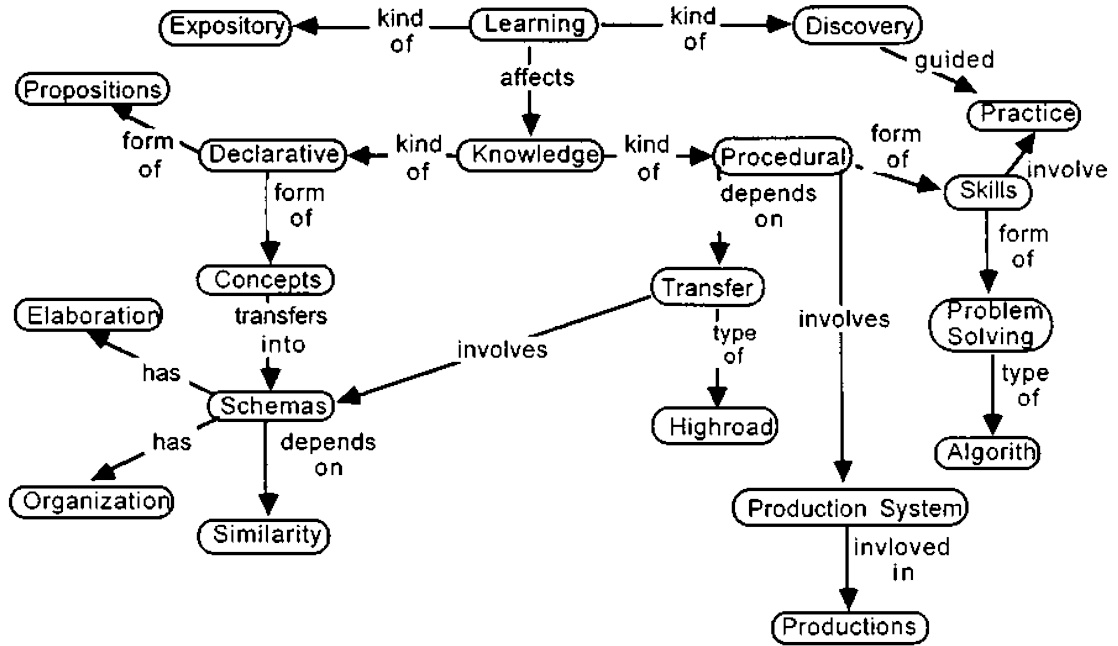 Expository
kind
of
Learning
kind
of
Discovery
affects
guided
Propositions
Practice
form
of
Declarative
kind
of
Knowledge
kind
of
Procedural
form
of
involve
Skills
form
of
depends
on
form
of
Concepts
Transfer
Elaboration
transfers
into
involves
type
of
involves
Problem
Solving
has
Schemas
type
of
has
depends
on
Highroad
Algorith
Organization
Similarity
Production System
invloved
in
Productions